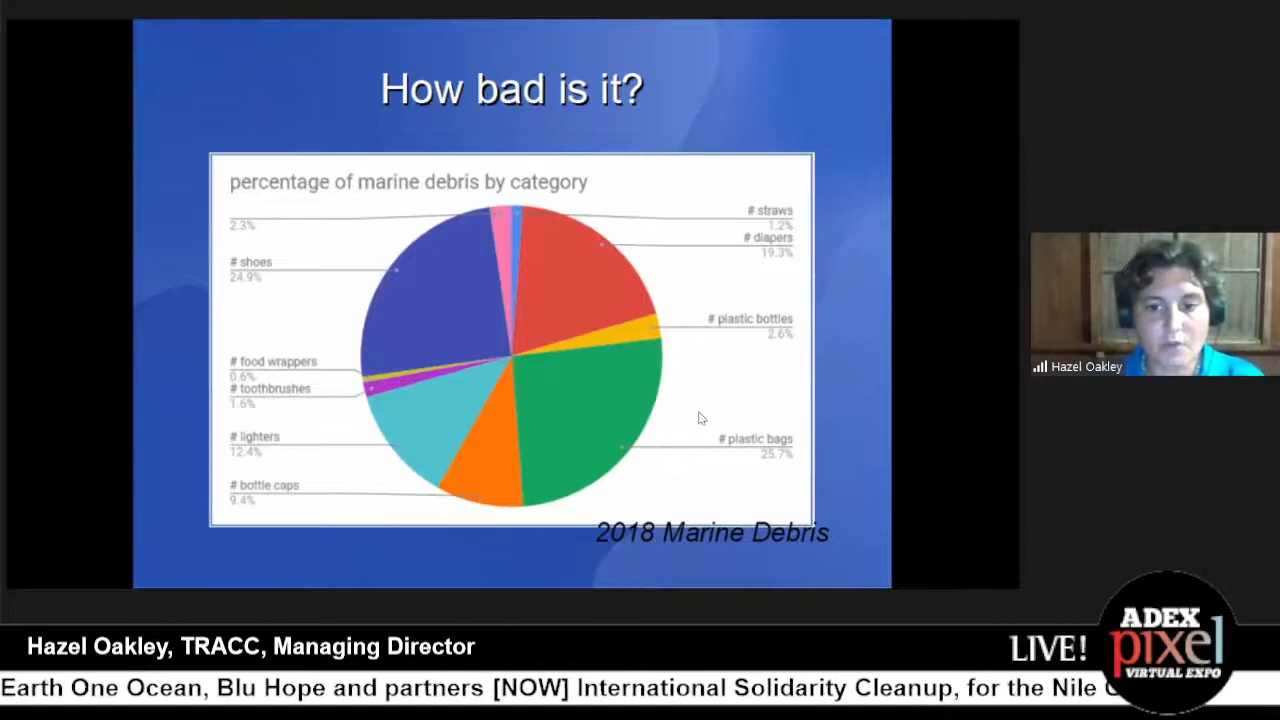 How bad is it?
percentage of marine debris by category
2.3%
# shoes
24.9%
# food wrappers
0.6%
# toothbrushes
1.6%
# lighters
12.4%
# bottle caps
9.4%
# straws
1.2%
# diapers
19.3%
# plastic bottles
2.6%
# plastic bags
25.7%
2018 Marine Debris
Hazel Oakley
Hazel Oakley, TRACC, Managing Director
LIVE!
ADEX
pixel
VIRTUAL EXPO
Earth One Ocean, Blu Hope and partners [NOW] International Solidarity Cleanup, for the Nile